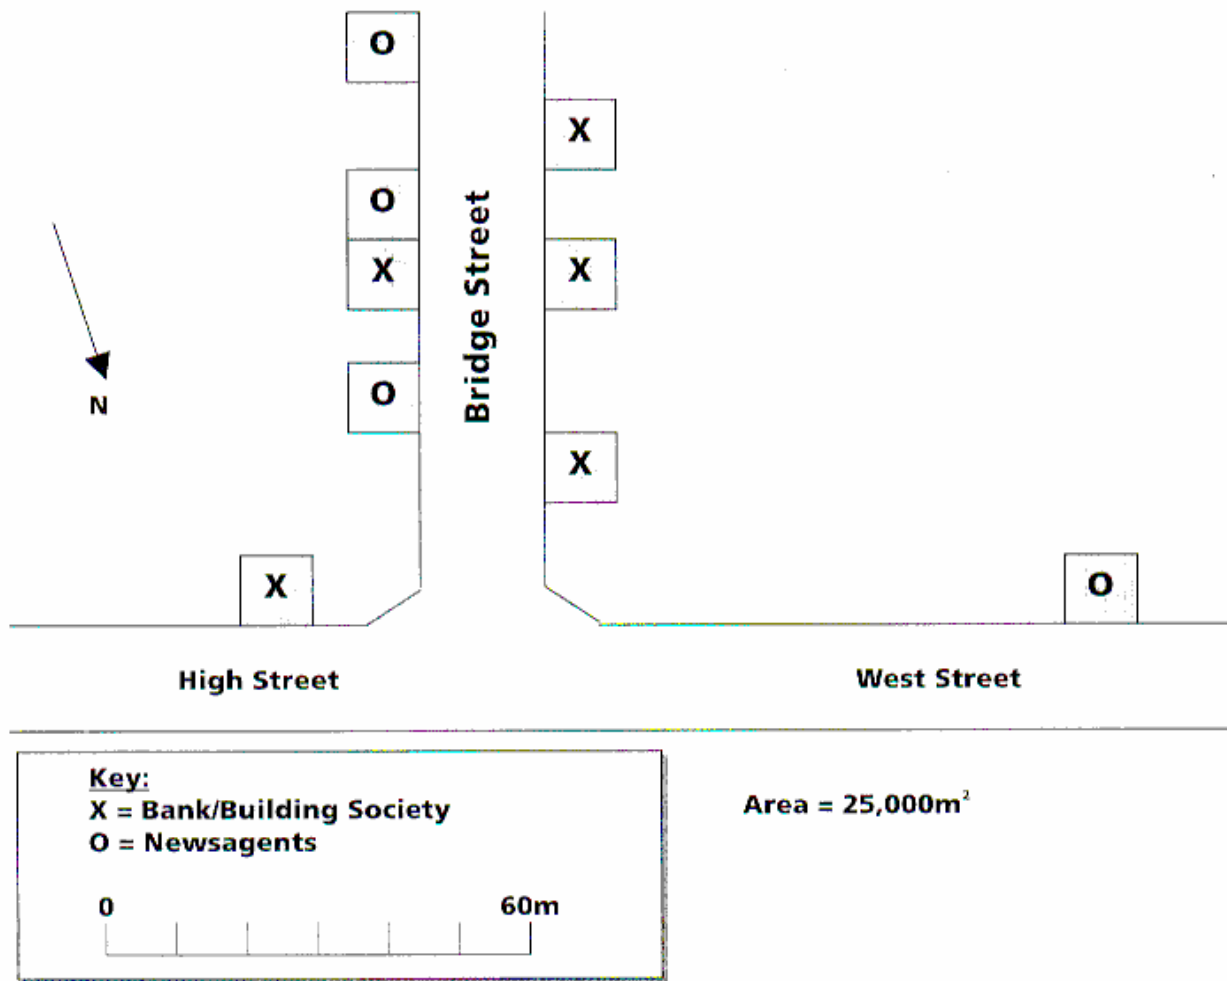 O
X
O
X
X
Bridge Street
N
O
X
X
O
High Street
West Street
Key:
X = Bank/Building Society
O = Newsagents
Area = 25,000m²
0
60m